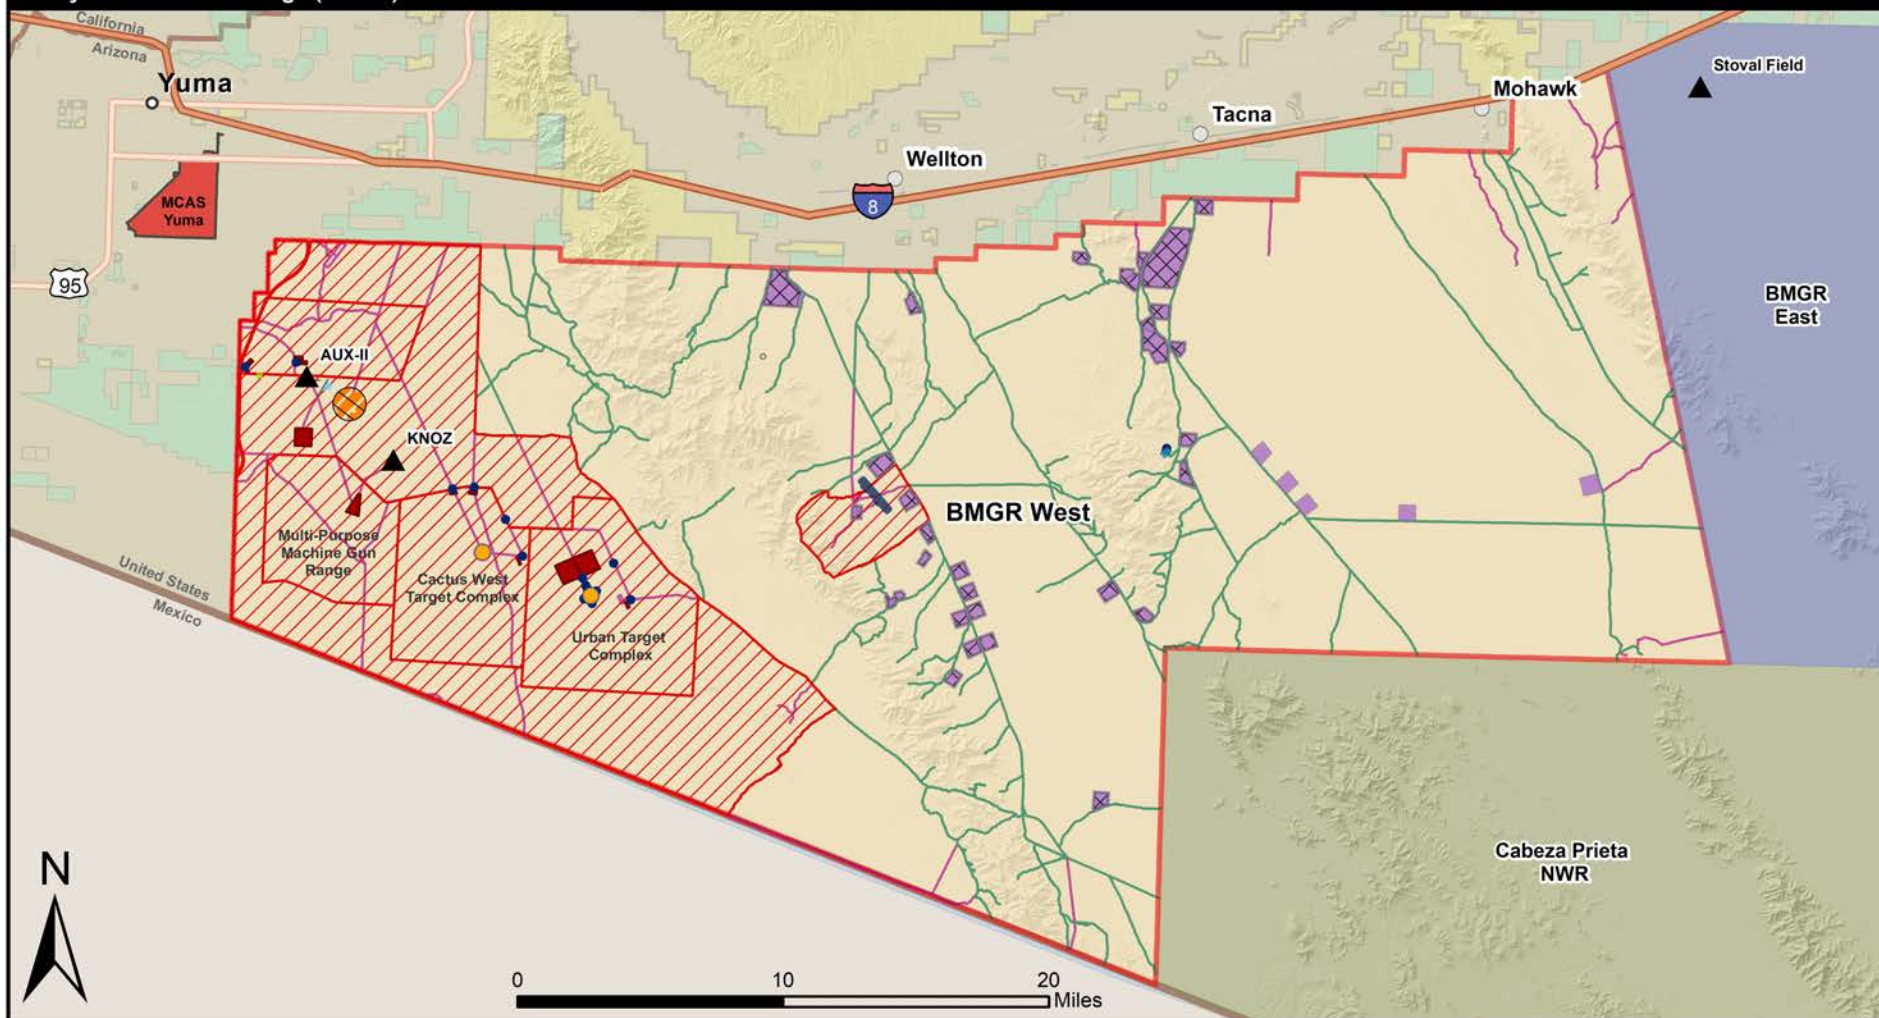 California
Arizona
Yuma
Stoval Field
Mohawk
Tacna
Wellton
8
MCAS
Yuma
95
BMGR
East
AUX-II
KNOZ
BMGR West
Multi-Purpose
Machine Gun
Range
Cactus West
Target Complex
United States
Mexico
Urban Target
Complex
Cabeza Prieta
NWR
N
0
10
20
Miles